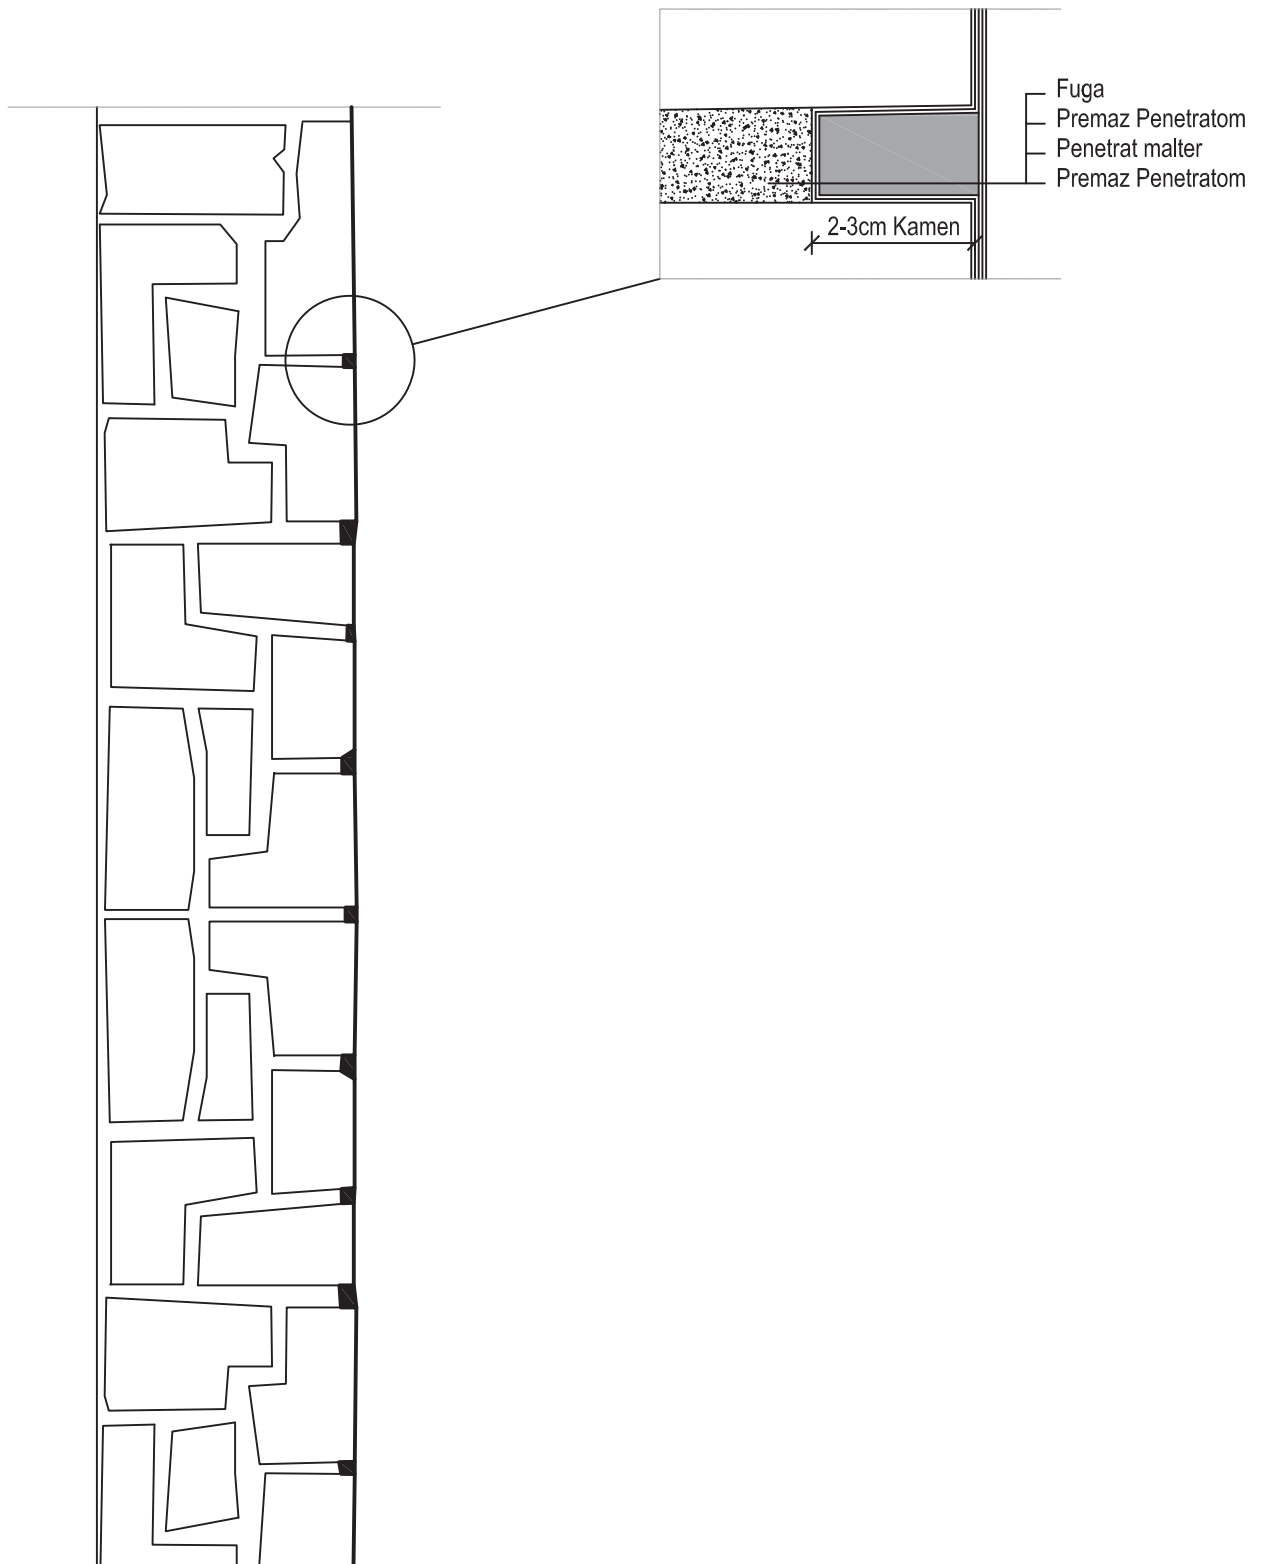 Fuga
Premaz Penetratom
Penetrat malter
Premaz Penetratom
2-3cm Kamen